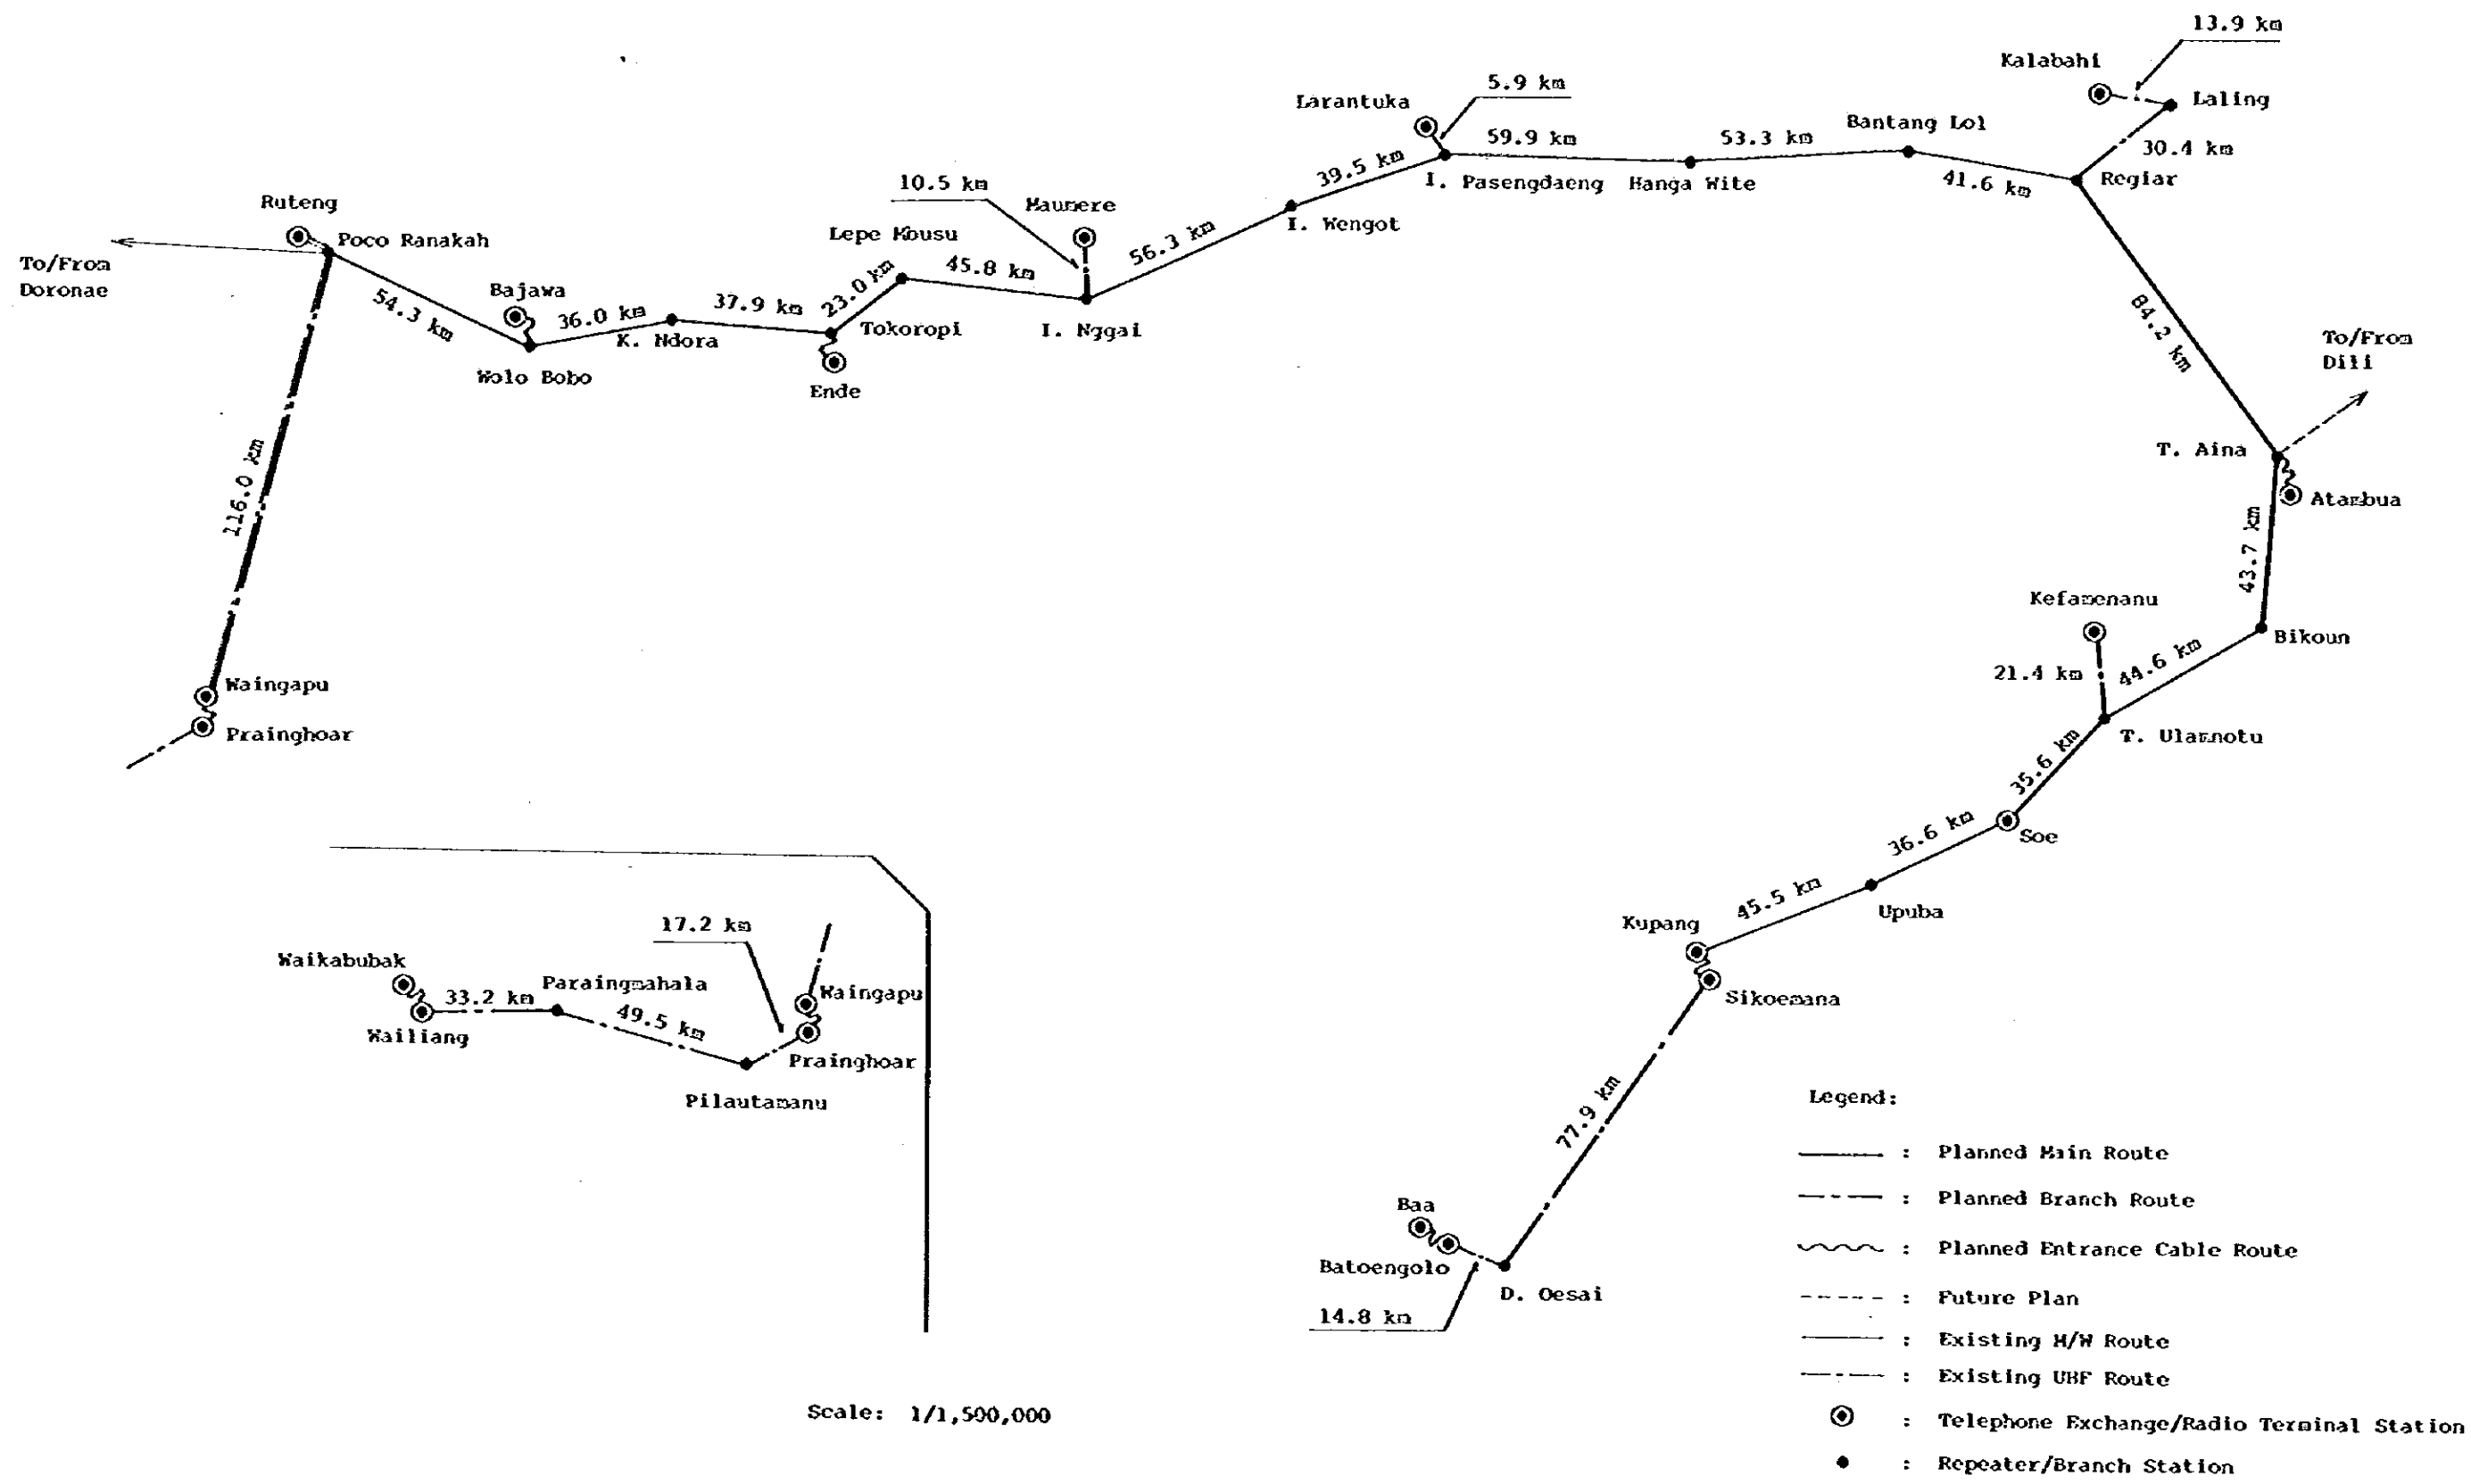 13.9 km
Kalabahi
Laling
5.9 km
Larantuka
Bantang Lol
59.9 km
53.3 km
30.4 km
39.5 km
I. Pasengdaeng
Hanga Wite
41.6 km
Regiar
10.5 km
Maumere
Ruteng
Poco Ranakah
Lepe Mbusu
I. Wengot
56.3 km
To/From
Doronae
45.8 km
23.0 km
Bajawa
54.3 km
36.0 km
37.9 km
K. Ndora
Tokoropi
I. Nggai
84.2 km
To/From
Dili
Wolo Bobo
Ende
T. Aina
116.0 km
Atambua
43.7 km
Kefamenanu
Bikoun
21.4 km
44.6 km
Waingapu
Prainghoar
T. Ulamnotu
35.6 km
36.6 km
Soe
45.5 km
Upuba
Kupang
Sikoemana
17.2 km
Waikabubak
Paraingmahala
33.2 km
49.5 km
Waingapu
Wailiang
Prainghoar
Pilautamanu
77.9 km
Baa
Batoengolo
D. Oesai
14.8 km
Scale: 1/1,500,000
Legend:
: Planned Main Route
: Planned Branch Route
: Planned Entrance Cable Route
: Future Plan
: Existing M/W Route
: Existing UHF Route
: Telephone Exchange/Radio Terminal Station
: Repeater/Branch Station